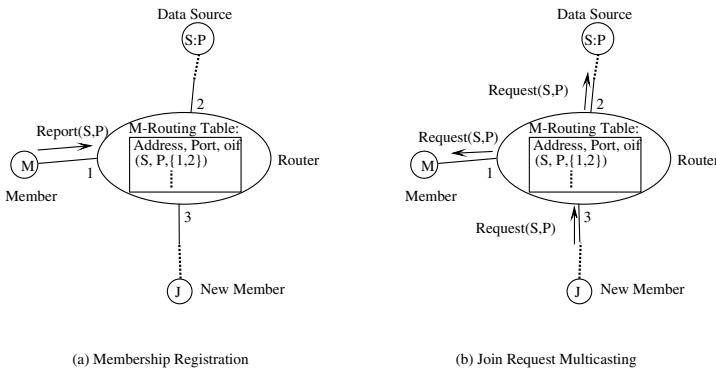 Data Source
S:P
2
Report(S,P)
M-Routing Table:
Address, Port, oif
(S, P,{1,2})
Router
M
1
Member
3
J
New Member
(a) Membership Registration
Data Source
S:P
Request(S,P)
2
Request(S,P)
M-Routing Table:
Address, Port, oif
(S, P,{1,2})
Router
M
1
Member
3
Request(S,P)
J
New Member
(b) Join Request Multicasting